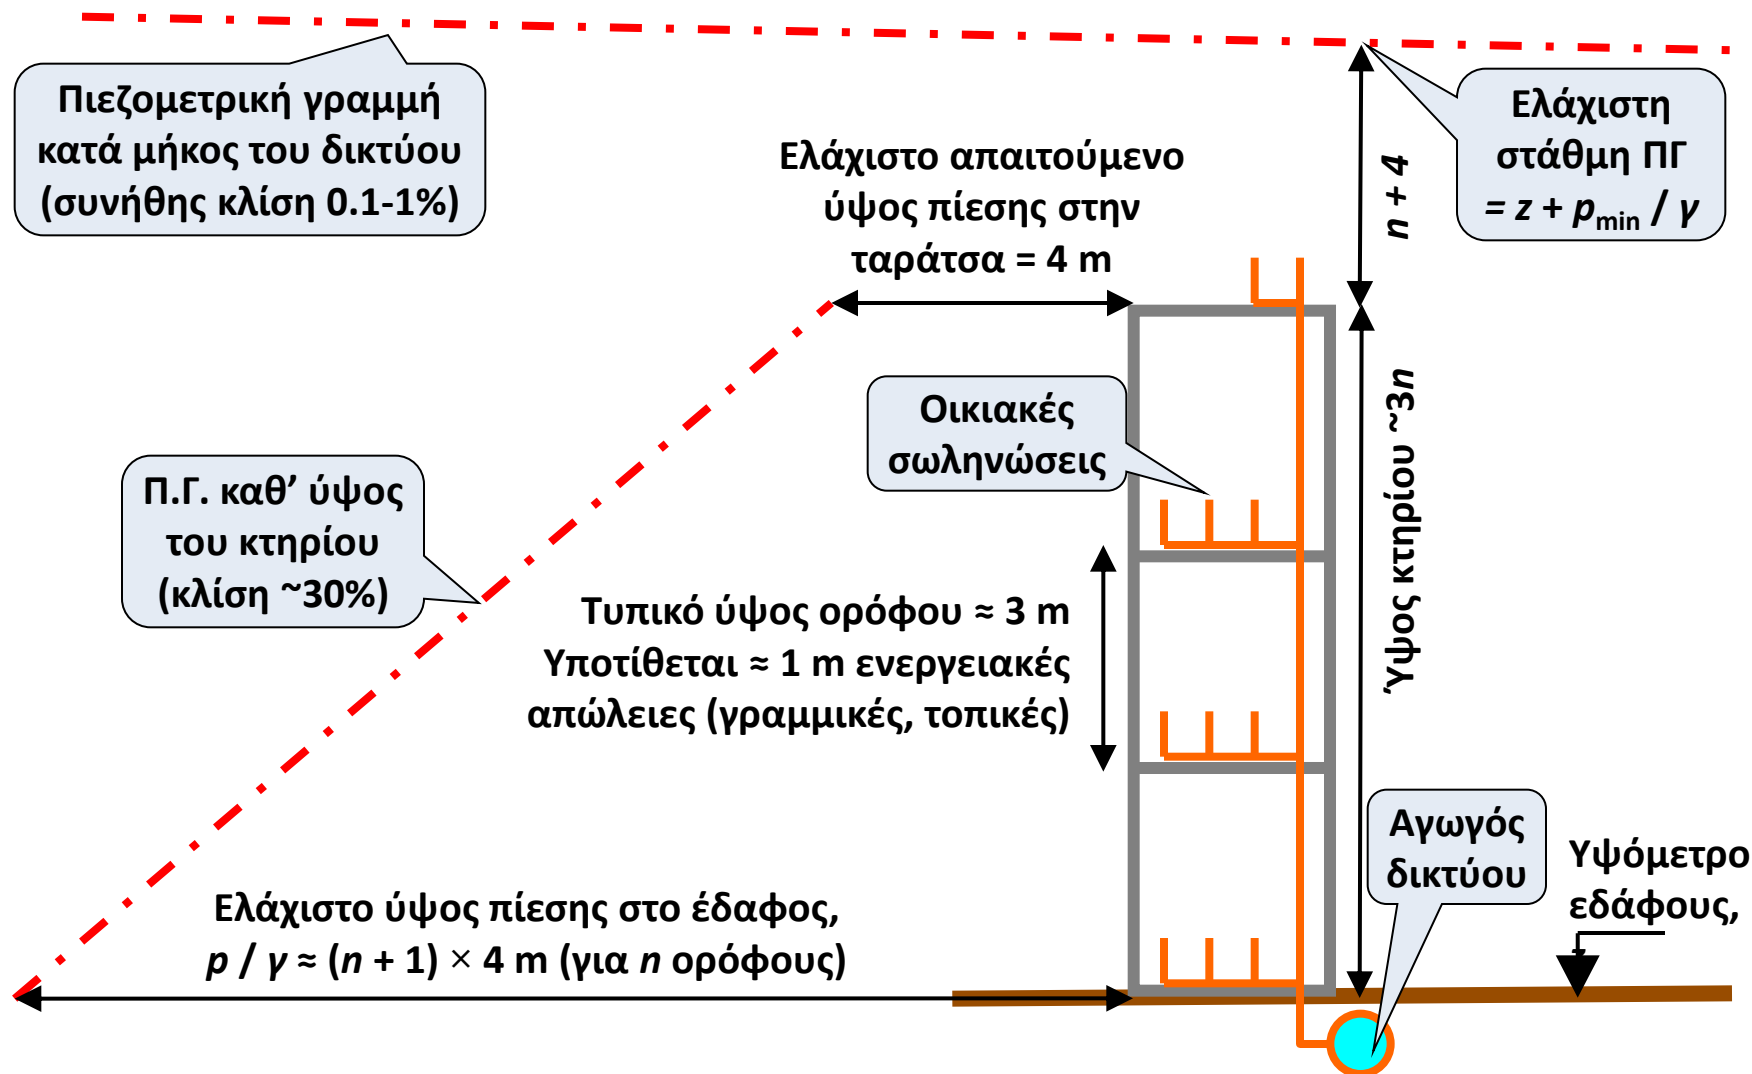 Πιεζομετρική γραμμή
κατά μήκος του δικτύου
(συνήθης κλίση 0.1-1%)
Ελάχιστο απαιτούμενο
ύψος πίεσης στην
ταράτσα = 4 m
n + 4
Ελάχιστη
στάθμη ΠΓ
= z + pmin / γ
Οικιακές
σωληνώσεις
Ύψος κτηρίου ~3n
Π.Γ. καθ’ ύψος
του κτηρίου
(κλίση ~30%)
Τυπικό ύψος ορόφου ≈ 3 m
Υποτίθεται ≈ 1 m ενεργειακές
απώλειες (γραμμικές, τοπικές)
Αγωγός
δικτύου
Υψόμετρο
εδάφους,
Ελάχιστο ύψος πίεσης στο έδαφος,
p / γ ≈ (n + 1) × 4 m (για n ορόφους)